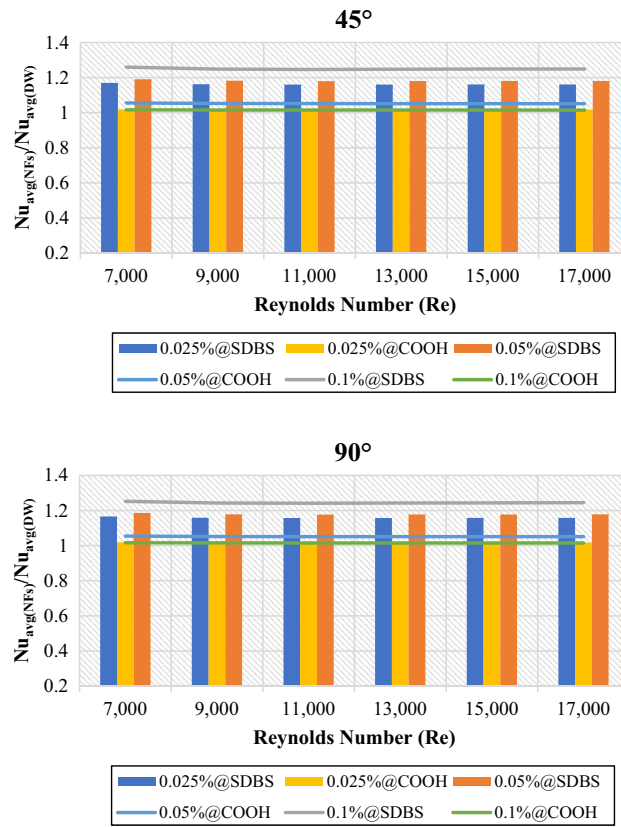 45°
Nu_avg(NFs)/Nu_avg(DW)
1.4
1.2
1
0.8
0.6
0.4
0.2
7,000 9,000 11,000 13,000 15,000 17,000
Reynolds Number (Re)
0.025%@SDBS 0.025%@COOH 0.05%@SDBS
0.05%@COOH 0.1%@SDBS 0.1%@COOH
90°
Nu_avg(NFs)/Nu_avg(DW)
1.4
1.2
1
0.8
0.6
0.4
0.2
7,000 9,000 11,000 13,000 15,000 17,000
Reynolds Number (Re)
0.025%@SDBS 0.025%@COOH 0.05%@SDBS
0.05%@COOH 0.1%@SDBS 0.1%@COOH